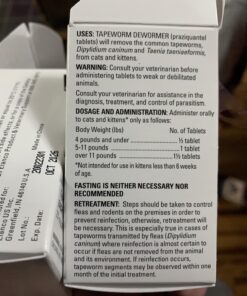 USES: TAPEWORM DEWORMER (praziquantel
tablets) will remove the common tapeworms,
Dipylidium caninum and Taenia taeniaeformis,
from cats and kittens.
WARNING: Consult your veterinarian before
administering tablets to weak or debilitated
animals.
Consult your veterinarian for assistance in the
diagnosis, treatment, and control of parasitism.
DOSAGE AND ADMINISTRATION: Administer orally
to cats and kittens* only as follows:
Body Weight (lbs) No. of Tablets
4 pounds and under ½ tablet
5-11 pounds 1 tablet
over 11 pounds 1½ tablets
*Not intended for use in kittens less than 6 weeks
of age.
FASTING IS NEITHER NECESSARY NOR
RECOMMENDED
RETREATMENT: Steps should be taken to control
fleas and rodents on the premises in order to
prevent reinfection, otherwise, retreatment will
be necessary. This is especially true in cases of
tapeworms transmitted by fleas (Dipylidium
caninum) where reinfection is almost certain to
occur if fleas are not removed from the animal
and its environment. If reinfection occurs,
tapeworm segments may be observed within one
month of the initial treatment.
Greenfield, IN 46140 U.S.A
Exp. Date:
OCT 2026